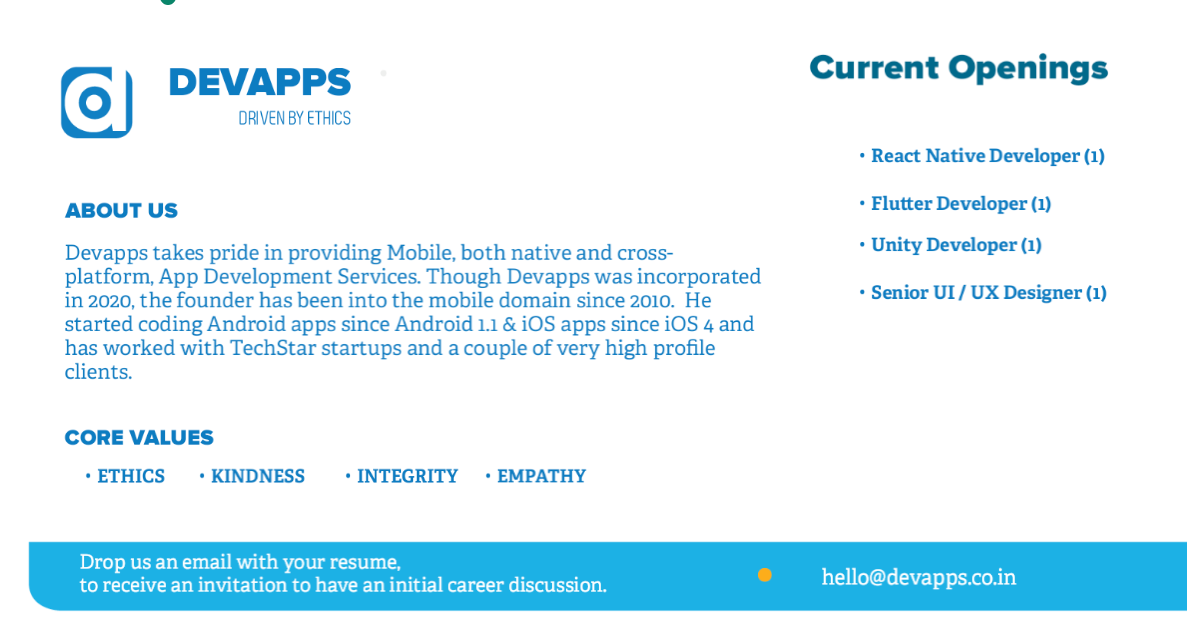 DEVAPPS
DRIVEN BY ETHICS
ABOUT US
Devapps takes pride in providing Mobile, both native and cross-
platform, App Development Services. Though Devapps was incorporated
in 2020, the founder has been into the mobile domain since 2010.  He
started coding Android apps since Android 1.1 & iOS apps since iOS 4 and
has worked with TechStar startups and a couple of very high profile
clients.
CORE VALUES
• ETHICS • KINDNESS • INTEGRITY • EMPATHY
Current Openings
• React Native Developer (1)
• Flutter Developer (1)
• Unity Developer (1)
• Senior UI / UX Designer (1)
Drop us an email with your resume,
to receive an invitation to have an initial career discussion.
hello@devapps.co.in